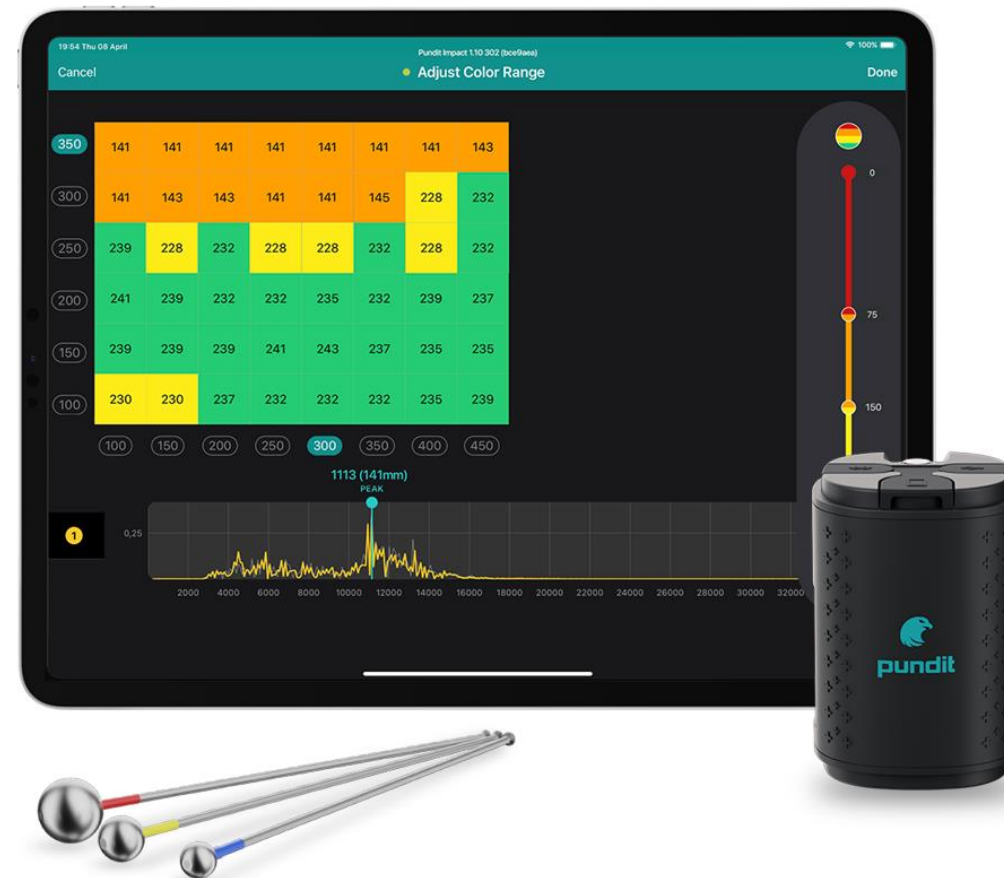 19:54 Thu 08 April
Pundit Impact 1.10 302 (bce9aea)
100%
Cancel
Adjust Color Range
Done
350 141 141 141 141 141 141 141 143
300 141 143 143 141 141 145 228 232
250 239 228 232 228 228 232 228 232
200 241 239 232 232 235 232 239 237
150 239 239 239 241 243 237 235 235
100 230 230 237 232 232 232 235 239
100 150 200 250 300 350 400 450
0
75
150
1113 (141mm)
PEAK
1
0,25
2000 4000 6000 8000 10000 12000 14000 16000 18000 20000 22000 24000 26000 28000 30000 32000
pundit